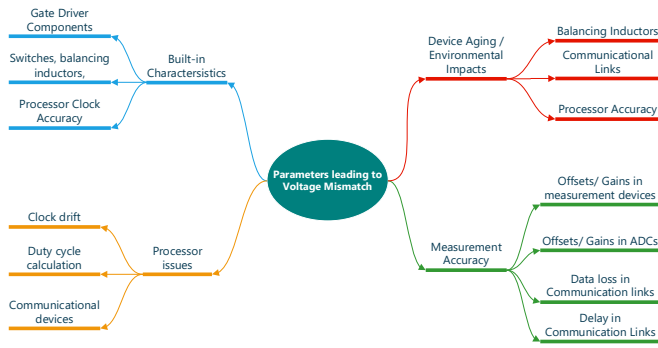 Parameters leading to
Voltage Mismatch
Built-in
Charactersistics
Gate Driver
Components
Switches, balancing
inductors,
Processor Clock
Accuracy
Processor
issues
Clock drift
Duty cycle
calculation
Communicational
devices
Device Aging /
Environmental
Impacts
Balancing Inductors
Communicational
Links
Processor Accuracy
Measurement
Accuracy
Offsets/ Gains in
measurement devices
Offsets/ Gains in ADCs
Data loss in
Communication links
Delay in
Communication Links